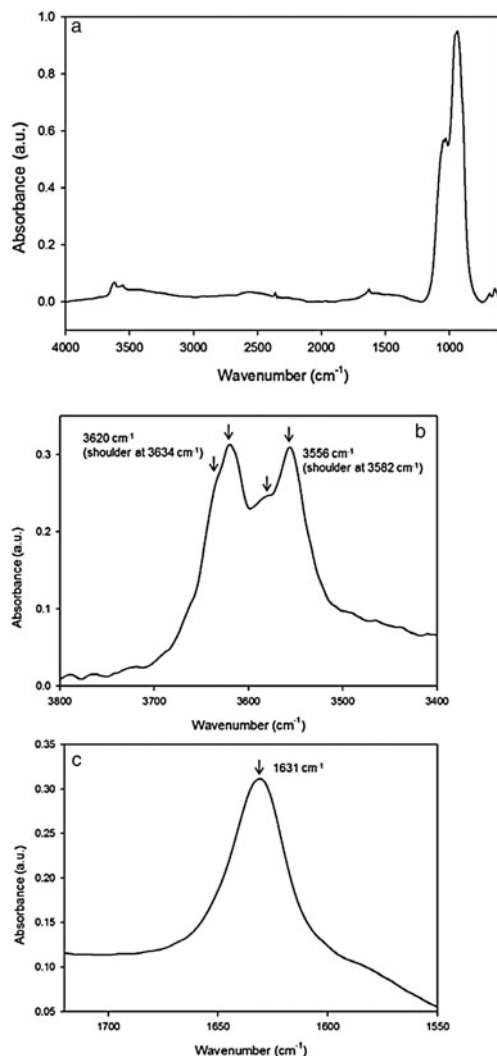 a
1.0
0.8
0.6
0.4
0.2
0.0
Absorbance (a.u.)
4000 3500 3000 2500 2000 1500 1000
Wavenumber (cm⁻¹)
b
3620 cm⁻¹
(shoulder at 3634 cm⁻¹)
3556 cm⁻¹
(shoulder at 3582 cm⁻¹)
0.3
0.2
0.1
0.0
Absorbance (a.u.)
3800 3700 3600 3500 3400
Wavenumber (cm⁻¹)
c
1631 cm⁻¹
0.35
0.30
0.25
0.20
0.15
0.10
0.05
Absorbance (a.u.)
1700 1650 1600 1550
Wavenumber (cm⁻¹)